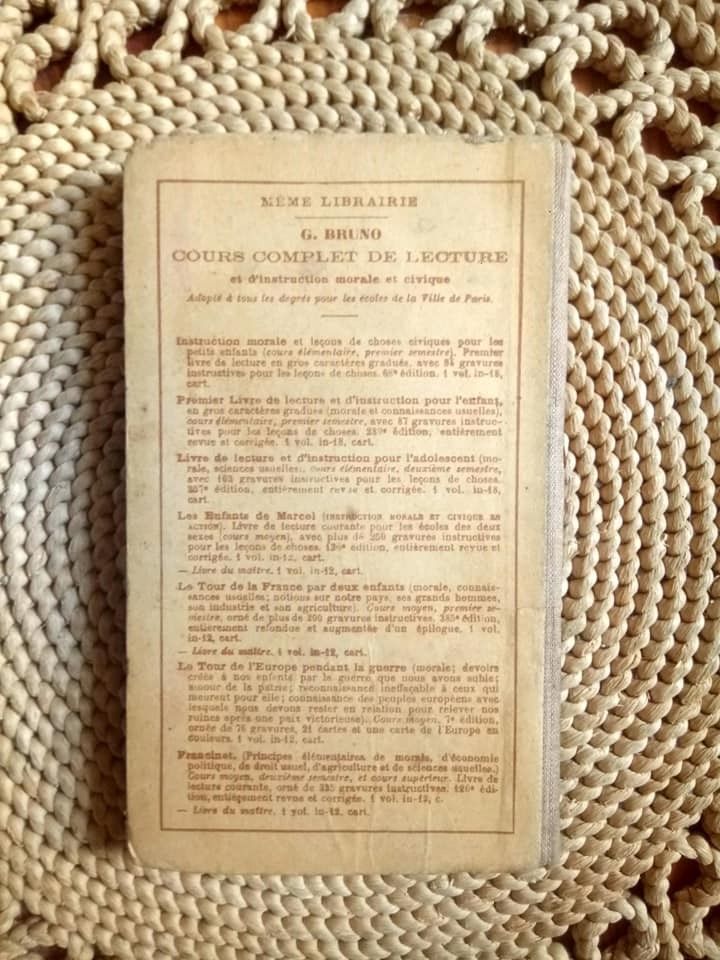 MÊME LIBRAIRIE
G. BRUNO
COURS COMPLET DE LECTURE
et d'instruction morale et civique
Adopté à tous les degrés pour les écoles de la Ville de Paris.
Instruction morale et leçons de choses civiques pour les
petits enfants (cours élémentaire, premier semestre). Premier
livre de lecture en gros caractères gradués, avec 84 gravures
instructives pour les leçons de choses. 68e édition. 1 vol. in-18,
cart.
Premier Livre de lecture et d'instruction pour l'enfant,
en gros caractères gradués (morale et connaissances usuelles),
cours élémentaire, premier semestre, avec 87 gravures instruc-
tives pour les leçons de choses. édition, entièrement
revue et corrigée. 1 vol. in-18, cart.
Livre de lecture et d'instruction pour l'adolescent (mo-
rale, sciences usuelles), cours élémentaire, deuxième semestre,
avec 103 gravures instructives pour les leçons de choses.
édition, entièrement revue et corrigée. 1 vol. in-18,
cart.
Les Enfants de Marcel (INSTRUCTION MORALE ET CIVIQUE EN
ACTION). Livre de lecture courante pour les écoles des deux
sexes (cours moyen), avec plus de 250 gravures instructives
pour les leçons de choses. édition, entièrement revue et
corrigée. 1 vol. in-12, cart.
— Livre du maître. 1 vol. in-12, cart.
Le Tour de la France par deux enfants (morale, connais-
sances usuelles; notions sur notre pays, ses grands hommes,
son industrie et son agriculture). Cours moyen, premier se-
mestre, orné de plus de 200 gravures instructives. 385e édition,
entièrement refondue et augmentée d'un épilogue. 1 vol.
in-12, cart.
— Livre du maître. 1 vol. in-12, cart.
Le Tour de l'Europe pendant la guerre (morale; devoirs
créés à nos enfants par la guerre que nous avons subie;
amour de la patrie; reconnaissance ineffaçable à ceux qui
meurent pour elle; connaissance des peuples européens avec
lesquels nous devons rester en relation pour relever nos
ruines après une paix victorieuse). Cours moyen. 7e édition,
ornée de 76 gravures, 21 cartes et une carte de l'Europe en
couleurs. 1 vol. in-12, cart.
Francinet. (Principes élémentaires de morale, d'économie
politique, de droit usuel, d'agriculture et de sciences usuelles.)
Cours moyen, deuxième semestre, et cours supérieur. Livre de
lecture courante, orné de 315 gravures instructives. 120e édi-
tion, entièrement revue et corrigée. 1 vol. in-12, c.
— Livre du maître. 1 vol. in-12, cart.